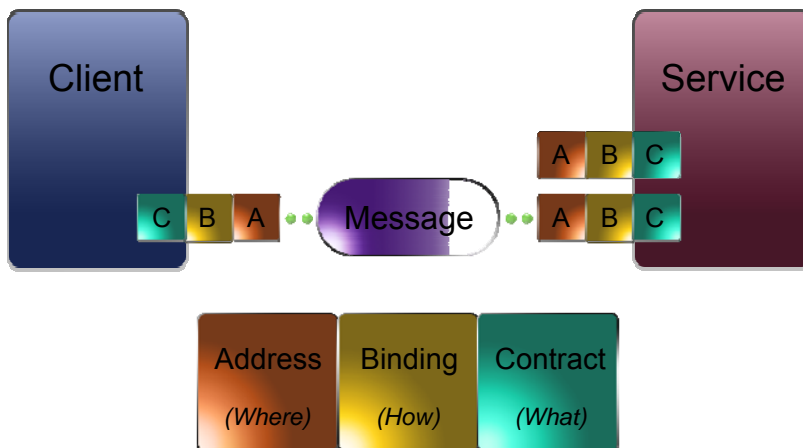 Client
Service
A B C
C B A
Message
A B C
Address
Binding
Contract
(Where)
(How)
(What)